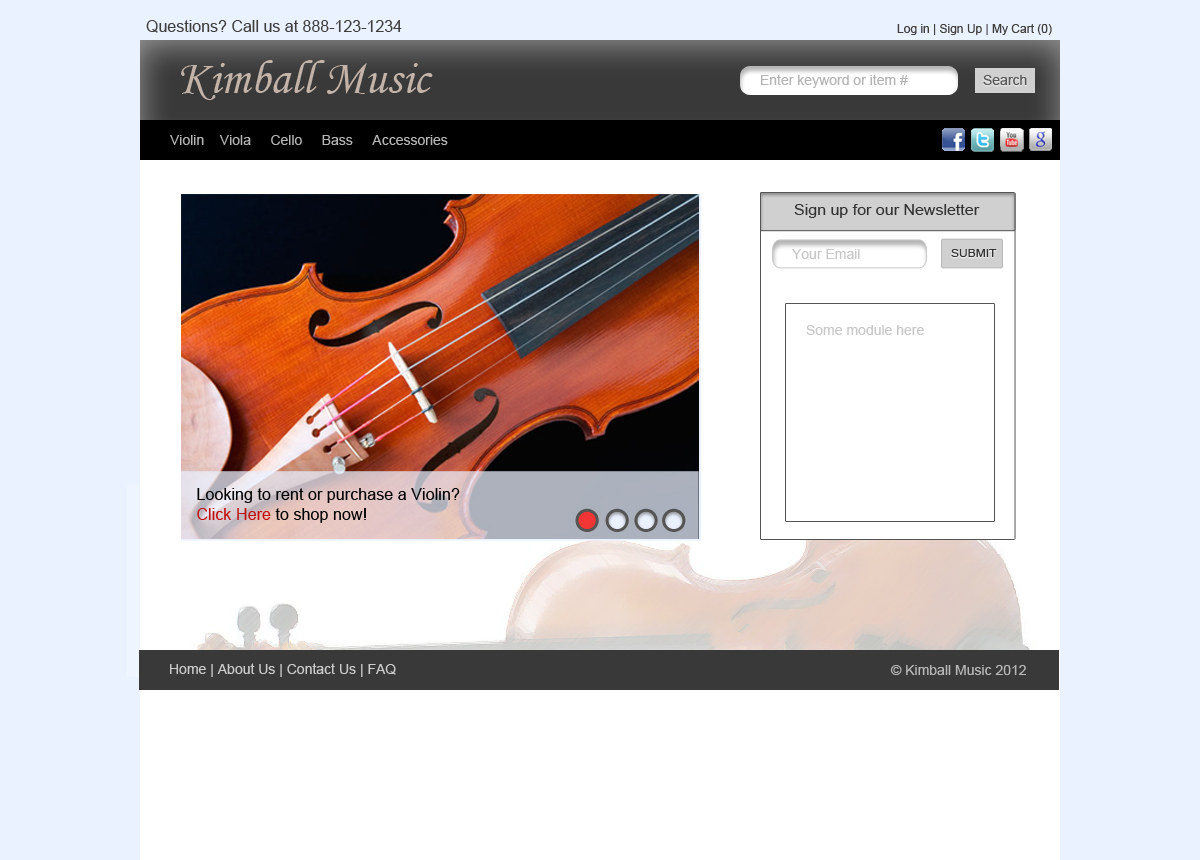 Questions? Call us at 888-123-1234
Log in | Sign Up | My Cart (0)
Kimball Music
Enter keyword or item #
Search
Violin Viola Cello Bass Accessories
f t You Tube g
Sign up for our Newsletter
Your Email
SUBMIT
Some module here
Looking to rent or purchase a Violin?
Click Here to shop now!
Home | About Us | Contact Us | FAQ
© Kimball Music 2012